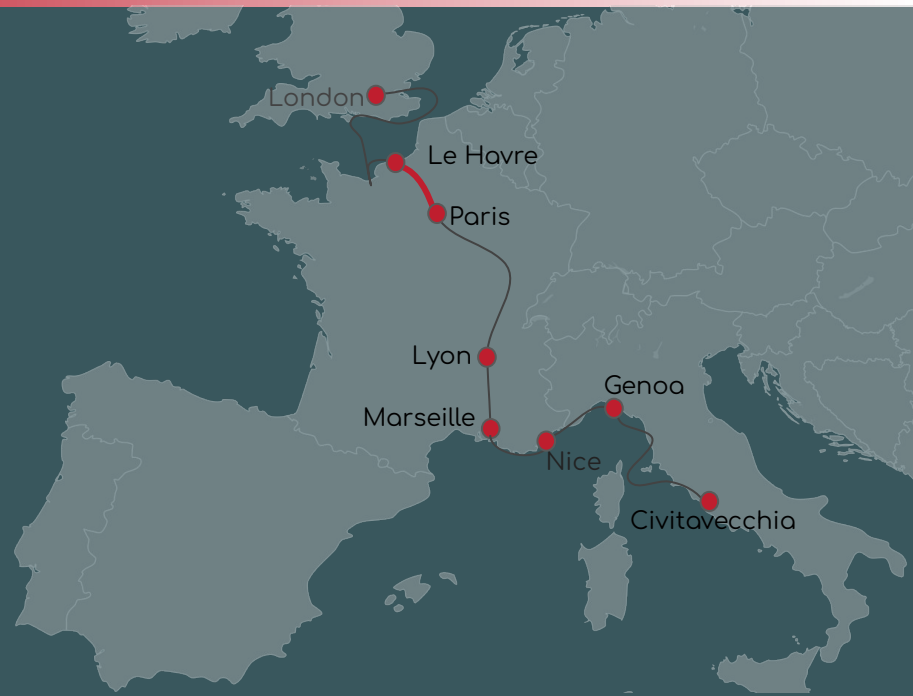 London
Le Havre
Paris
Lyon
Genoa
Marseille
Nice
Civitavecchia